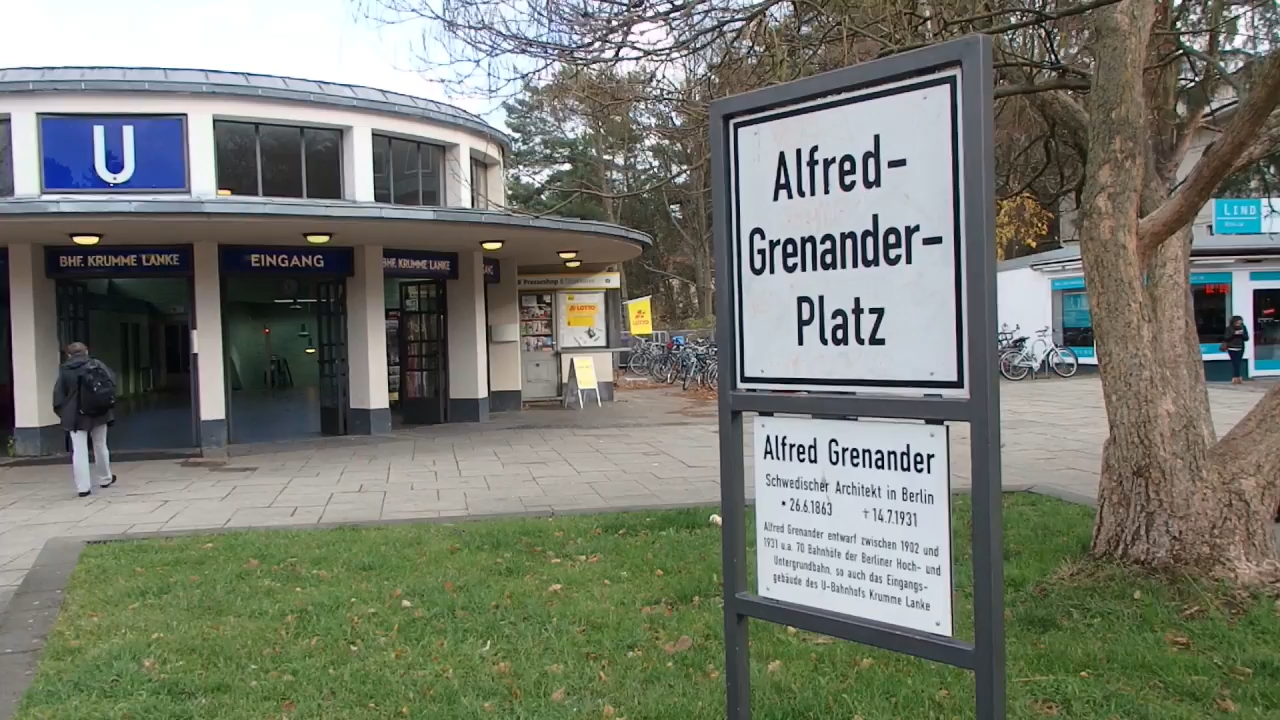 U
BHF. KRUMME LANKE
EINGANG
BHF. KRUMME LANKE
Presseshop
LOTTO
LOTTO
Alfred-
Grenander-
Platz
Alfred Grenander
Schwedischer Architekt in Berlin
* 26.6.1863 † 14.7.1931
Alfred Grenander entwarf zwischen 1902 und
1931 u.a. 70 Bahnhöfe der Berliner Hoch- und
Untergrundbahn, so auch das Eingangs-
gebäude des U-Bahnhofs Krumme Lanke
LIND